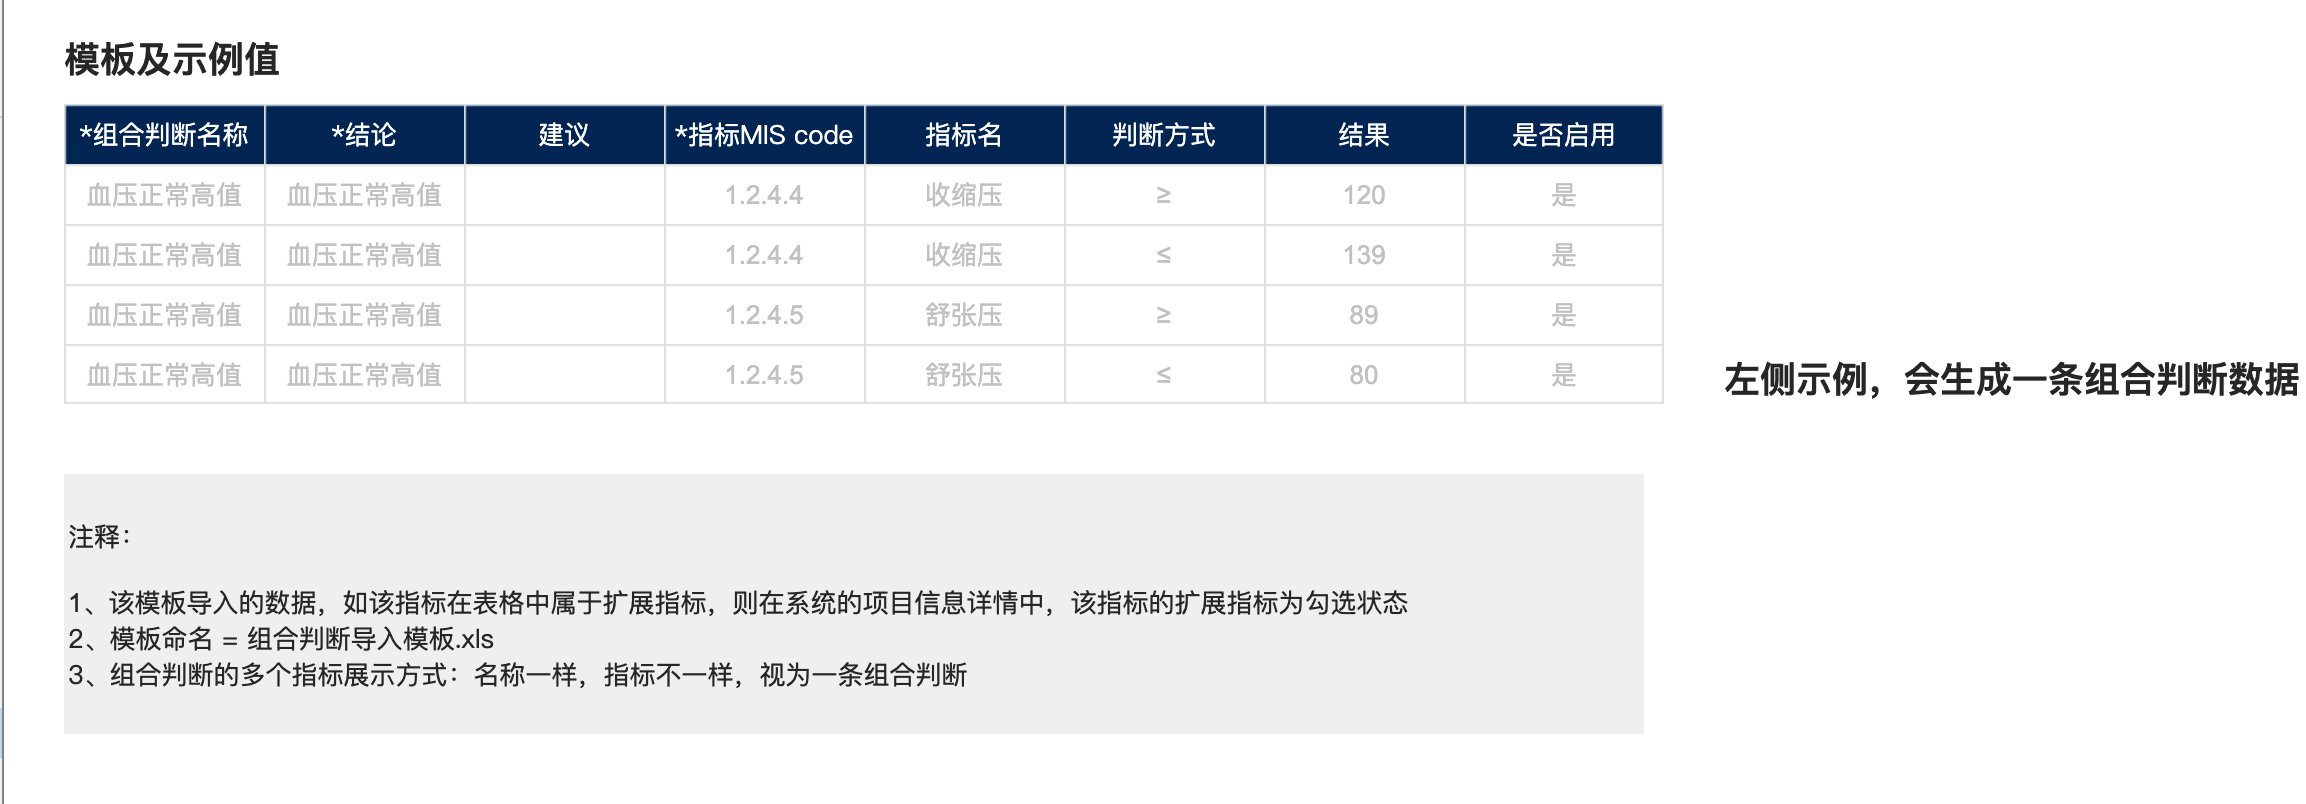 模板及示例值
*组合判断名称 *结论 建议 *指标MIS code 指标名 判断方式 结果 是否启用
血压正常高值 血压正常高值 1.2.4.4 收缩压 ≥ 120 是
血压正常高值 血压正常高值 1.2.4.4 收缩压 ≤ 139 是
血压正常高值 血压正常高值 1.2.4.5 舒张压 ≥ 89 是
血压正常高值 血压正常高值 1.2.4.5 舒张压 ≤ 80 是
左侧示例，会生成一条组合判断数据
注释：
1、该模板导入的数据，如该指标在表格中属于扩展指标，则在系统的项目信息详情中，该指标的扩展指标为勾选状态
2、模板命名 = 组合判断导入模板.xls
3、组合判断的多个指标展示方式：名称一样，指标不一样，视为一条组合判断